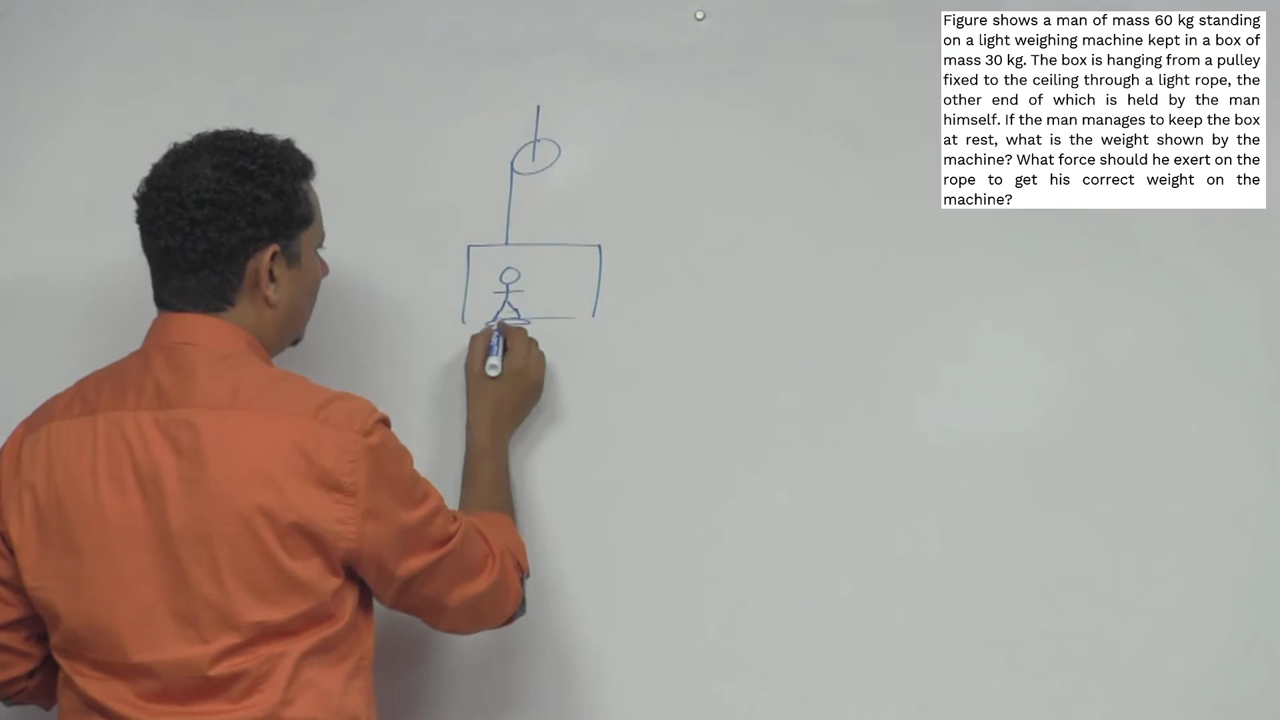 Figure shows a man of mass 60 kg standing
on a light weighing machine kept in a box of
mass 30 kg. The box is hanging from a pulley
fixed to the ceiling through a light rope, the
other end of which is held by the man
himself. If the man manages to keep the box
at rest, what is the weight shown by the
machine? What force should he exert on the
rope to get his correct weight on the
machine?